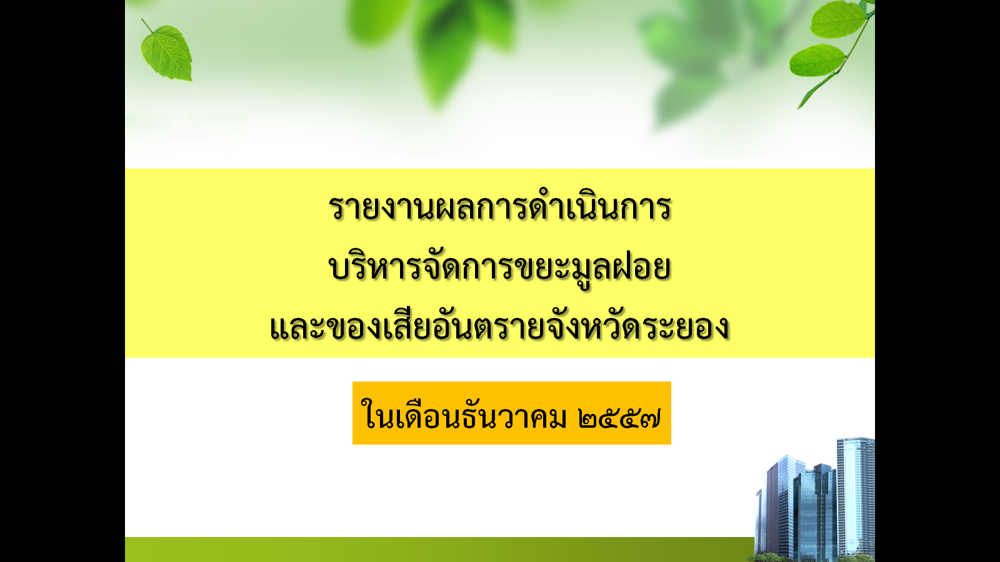 รายงานผลการดำเนินการ
บริหารจัดการขยะมูลฝอย
และของเสียอันตรายจังหวัดระยอง
ในเดือนธันวาคม ๒๕๕๗